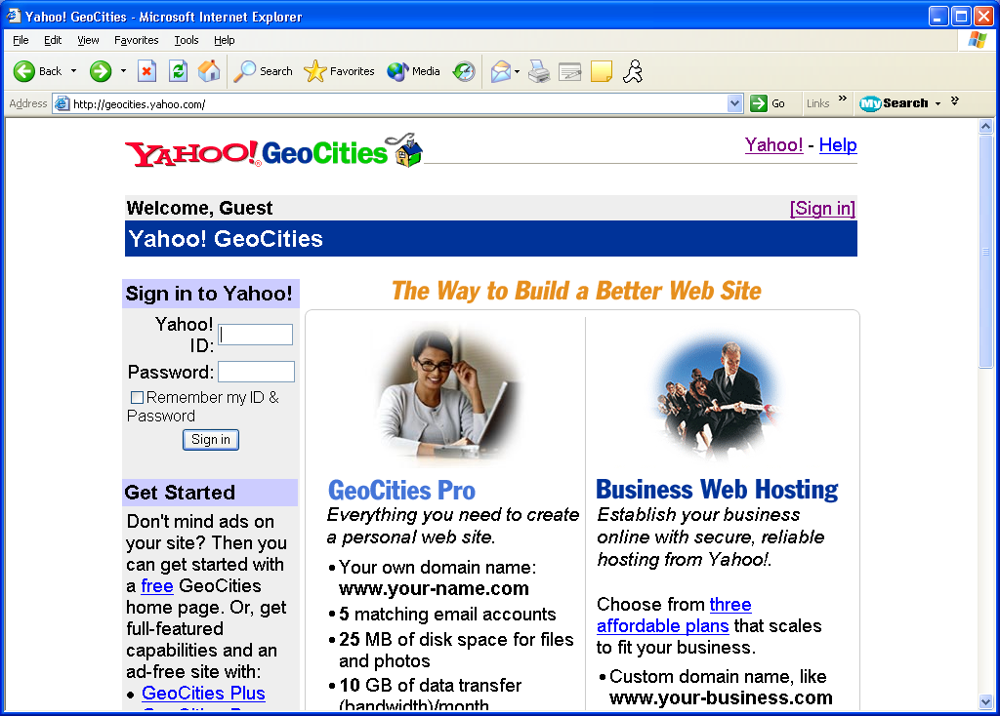 Yahoo! GeoCities - Microsoft Internet Explorer
File Edit View Favorites Tools Help
Back Search Favorites Media
Address http://geocities.yahoo.com/ Go Links » My Search »
YAHOO!® GeoCities
Yahoo! - Help
Welcome, Guest [Sign in]
Yahoo! GeoCities
Sign in to Yahoo!
Yahoo!
ID:
Password:
Remember my ID &
Password
Sign in
Get Started
Don't mind ads on
your site? Then you
can get started with
a free GeoCities
home page. Or, get
full-featured
capabilities and an
ad-free site with:
• GeoCities Plus
The Way to Build a Better Web Site
GeoCities Pro
Everything you need to create
a personal web site.
• Your own domain name:
www.your-name.com
• 5 matching email accounts
• 25 MB of disk space for files
and photos
• 10 GB of data transfer
(bandwidth)/month
Business Web Hosting
Establish your business
online with secure, reliable
hosting from Yahoo!.
Choose from three
affordable plans that scales
to fit your business.
• Custom domain name, like
www.your-business.com